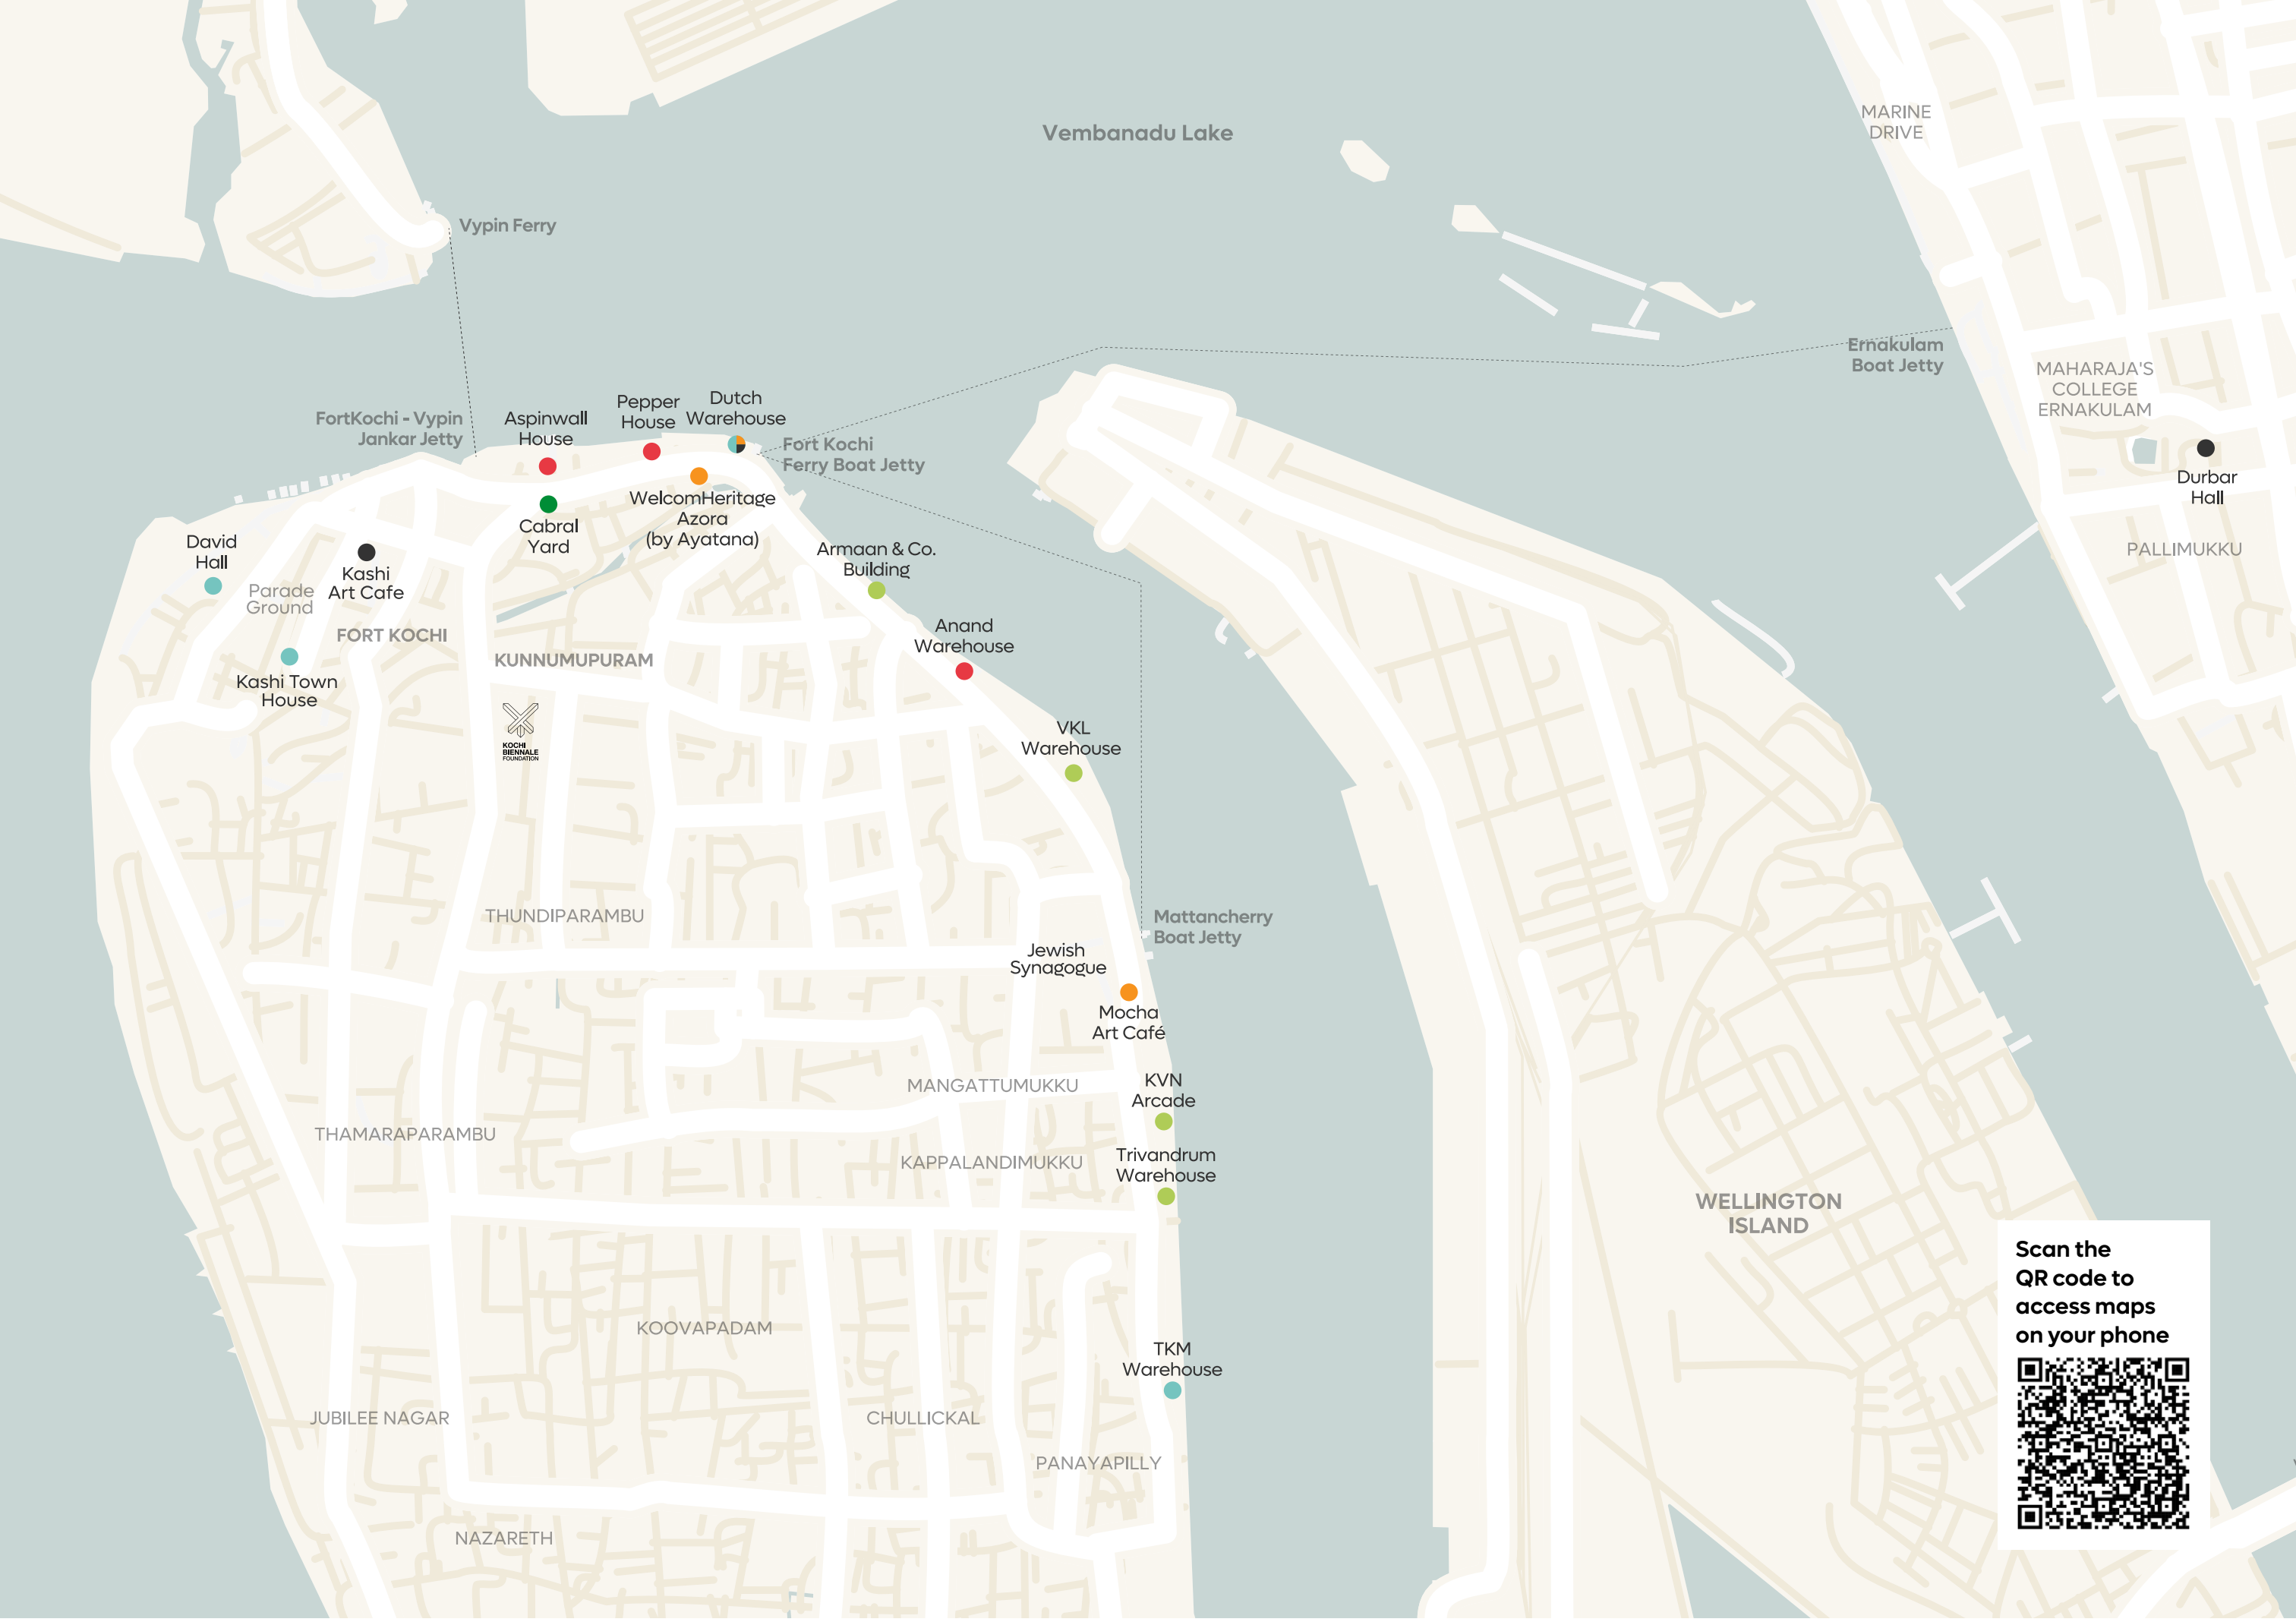 Vembanadu Lake
MARINE
DRIVE
Vypin Ferry
Ernakulam
Boat Jetty
MAHARAJA'S
COLLEGE
ERNAKULAM
FortKochi - Vypin
Jankar Jetty
Aspinwall
House
Pepper
House
Dutch
Warehouse
Fort Kochi
Ferry Boat Jetty
Durbar
Hall
WelcomHeritage
Azora
(by Ayatana)
Cabral
Yard
David
Hall
Kashi
Art Cafe
Parade
Ground
Armaan & Co.
Building
PALLIMUKKU
FORT KOCHI
KUNNUMUPURAM
Anand
Warehouse
Kashi Town
House
KOCHI
BIENNALE
FOUNDATION
VKL
Warehouse
THUNDIPARAMBU
Mattancherry
Boat Jetty
Jewish
Synagogue
Mocha
Art Café
MANGATTUMUKKU
KVN
Arcade
THAMARAPARAMBU
KAPPALANDIMUKKU
Trivandrum
Warehouse
WELLINGTON
ISLAND
Scan the
QR code to
access maps
on your phone
KOOVAPADAM
TKM
Warehouse
JUBILEE NAGAR
CHULLICKAL
PANAYAPILLY
NAZARETH